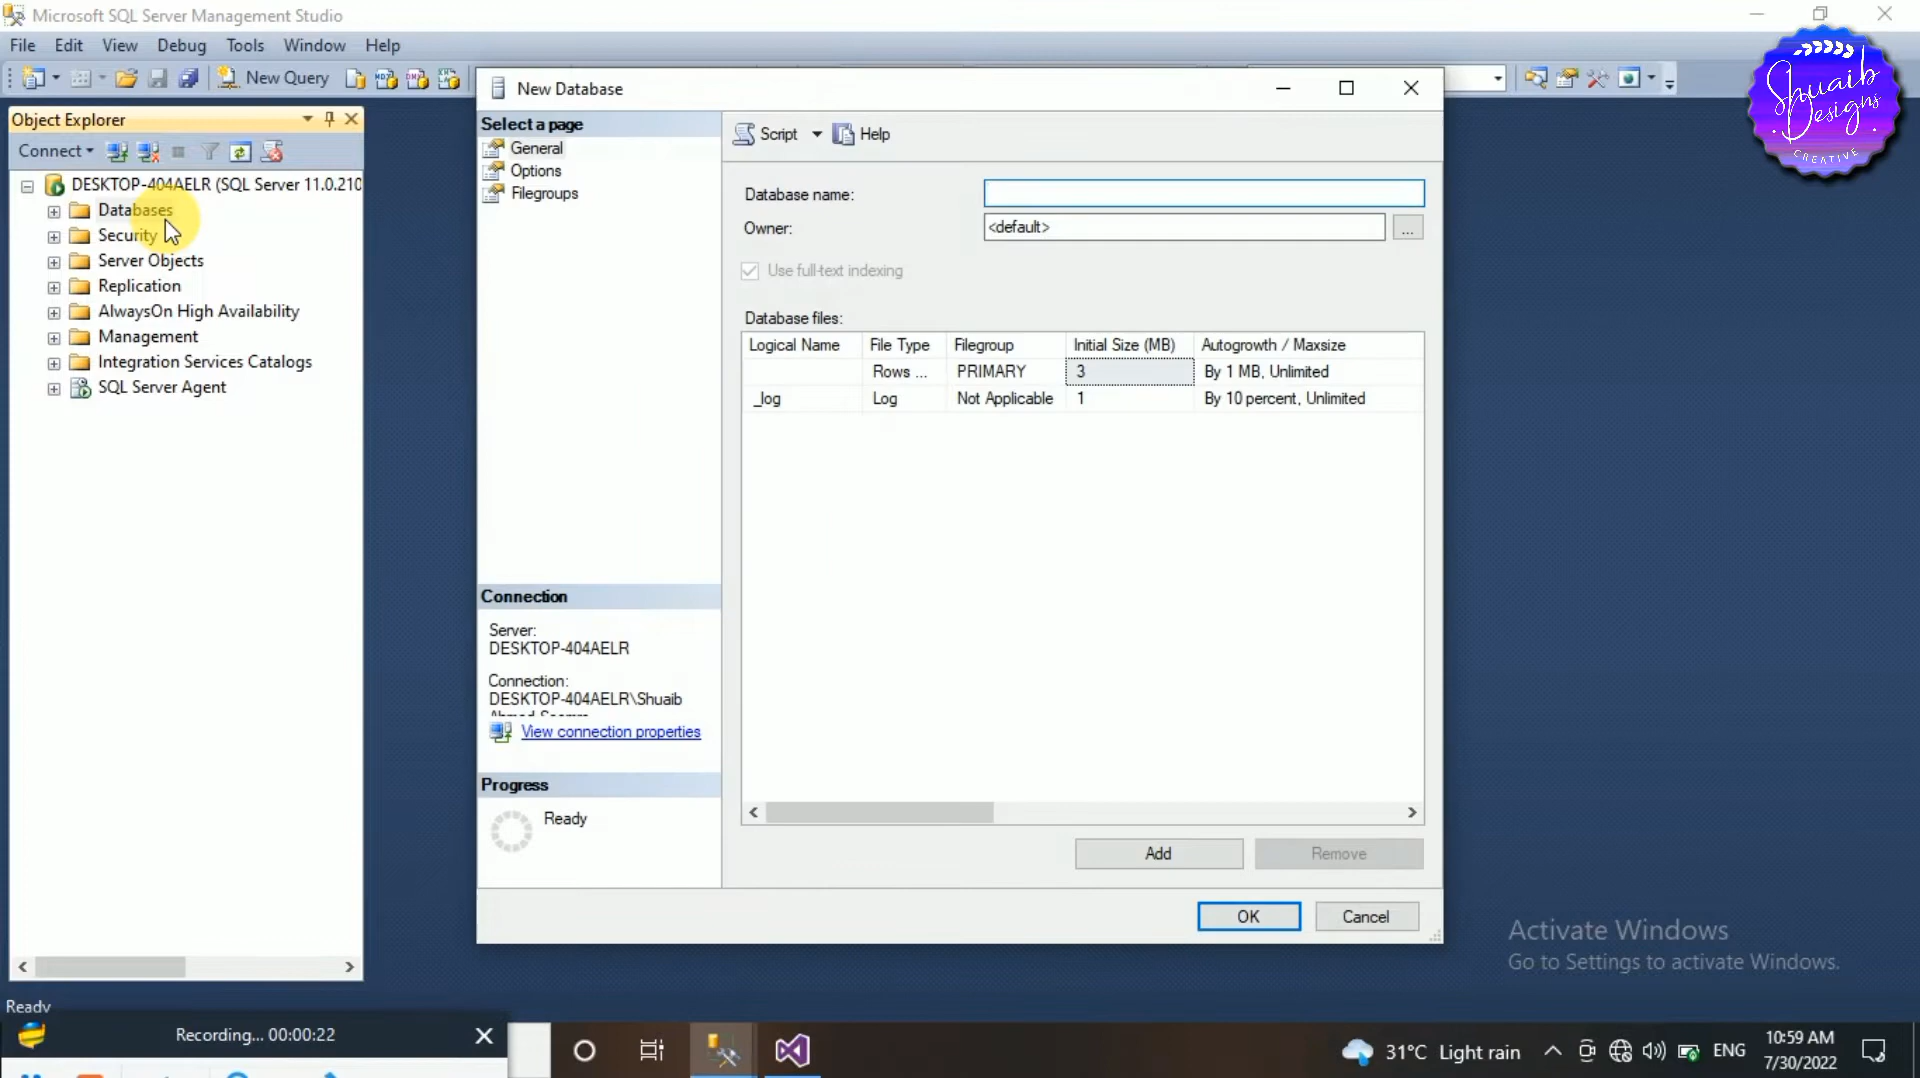 Microsoft SQL Server Management Studio
File Edit View Debug Tools Window Help
New Query
Shuaib
Designs
CREATIVE
Object Explorer
Connect
DESKTOP-404AELR (SQL Server 11.0.210
Databases
Security
Server Objects
Replication
AlwaysOn High Availability
Management
Integration Services Catalogs
SQL Server Agent
New Database
Select a page
General
Options
Filegroups
Script Help
Database name:
Owner: <default> ...
Use full-text indexing
Database files:
Logical Name File Type Filegroup Initial Size (MB) Autogrowth / Maxsize
Rows ... PRIMARY 3 By 1 MB, Unlimited
_log Log Not Applicable 1 By 10 percent, Unlimited
Connection
Server:
DESKTOP-404AELR
Connection:
DESKTOP-404AELR\Shuaib
View connection properties
Progress
Ready
Add Remove
OK Cancel
Activate Windows
Go to Settings to activate Windows.
Ready
Recording... 00:00:22
31°C Light rain
ENG
10:59 AM
7/30/2022